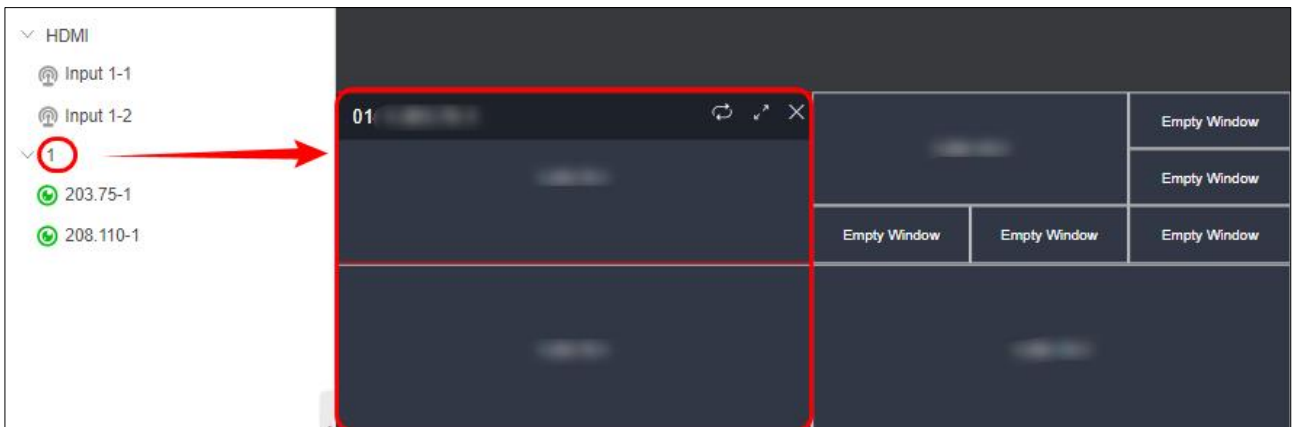 HDMI
Input 1-1
Input 1-2
1
203.75-1
208.110-1
01
Empty Window
Empty Window
Empty Window
Empty Window
Empty Window